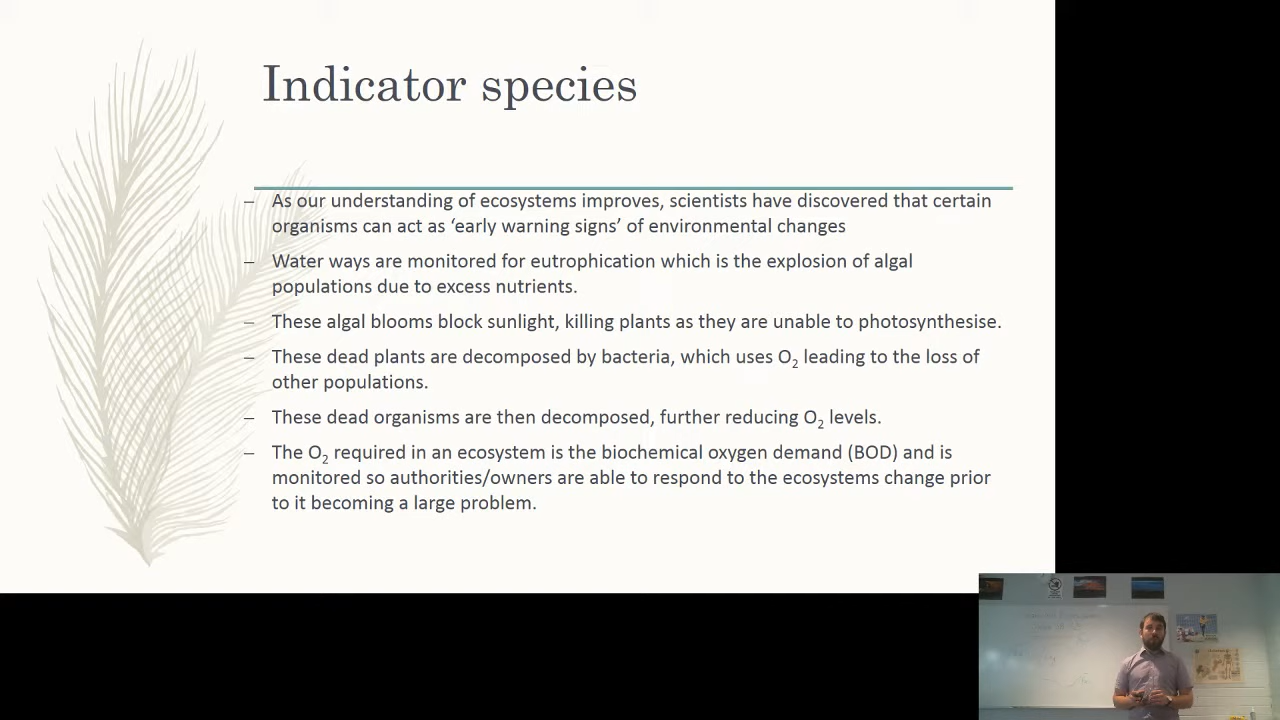 Indicator species
– As our understanding of ecosystems improves, scientists have discovered that certain
organisms can act as ‘early warning signs’ of environmental changes
– Water ways are monitored for eutrophication which is the explosion of algal
populations due to excess nutrients.
– These algal blooms block sunlight, killing plants as they are unable to photosynthesise.
– These dead plants are decomposed by bacteria, which uses O₂ leading to the loss of
other populations.
– These dead organisms are then decomposed, further reducing O₂ levels.
– The O₂ required in an ecosystem is the biochemical oxygen demand (BOD) and is
monitored so authorities/owners are able to respond to the ecosystems change prior
to it becoming a large problem.